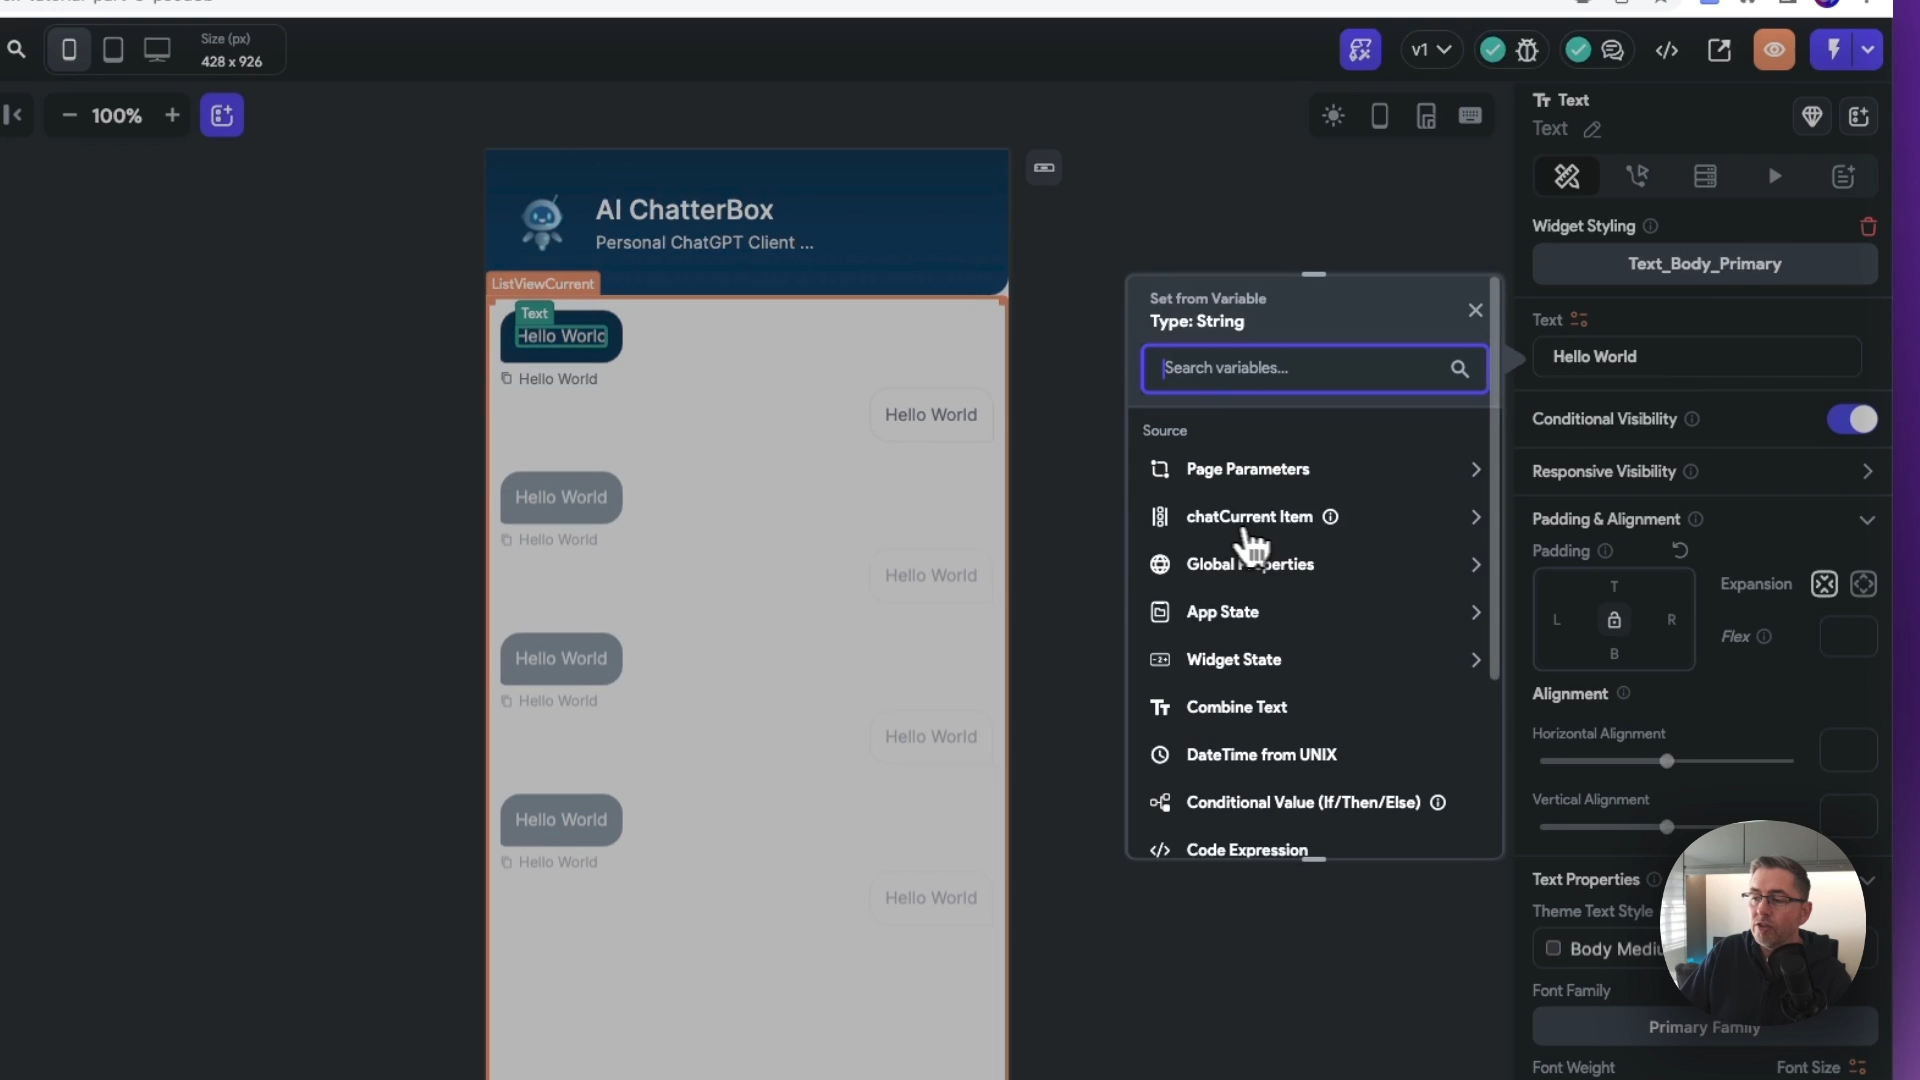 Size (px)
428 x 926
v1
100%
AI ChatterBox
Personal ChatGPT Client ...
ListViewCurrent
Text
Hello World
Hello World
Hello World
Hello World
Hello World
Hello World
Hello World
Hello World
Hello World
Hello World
Hello World
Hello World
Set from Variable
Type: String
Search variables...
Source
Page Parameters
chatCurrent Item
Global Properties
App State
Widget State
Combine Text
DateTime from UNIX
Conditional Value (If/Then/Else)
Code Expression
Text
Text
Widget Styling
Text_Body_Primary
Text
Hello World
Conditional Visibility
Responsive Visibility
Padding & Alignment
Padding
T
L
R
B
Expansion
Flex
Alignment
Horizontal Alignment
Vertical Alignment
Text Properties
Theme Text Style
Font Family
Primary Family
Font Weight
Font Size